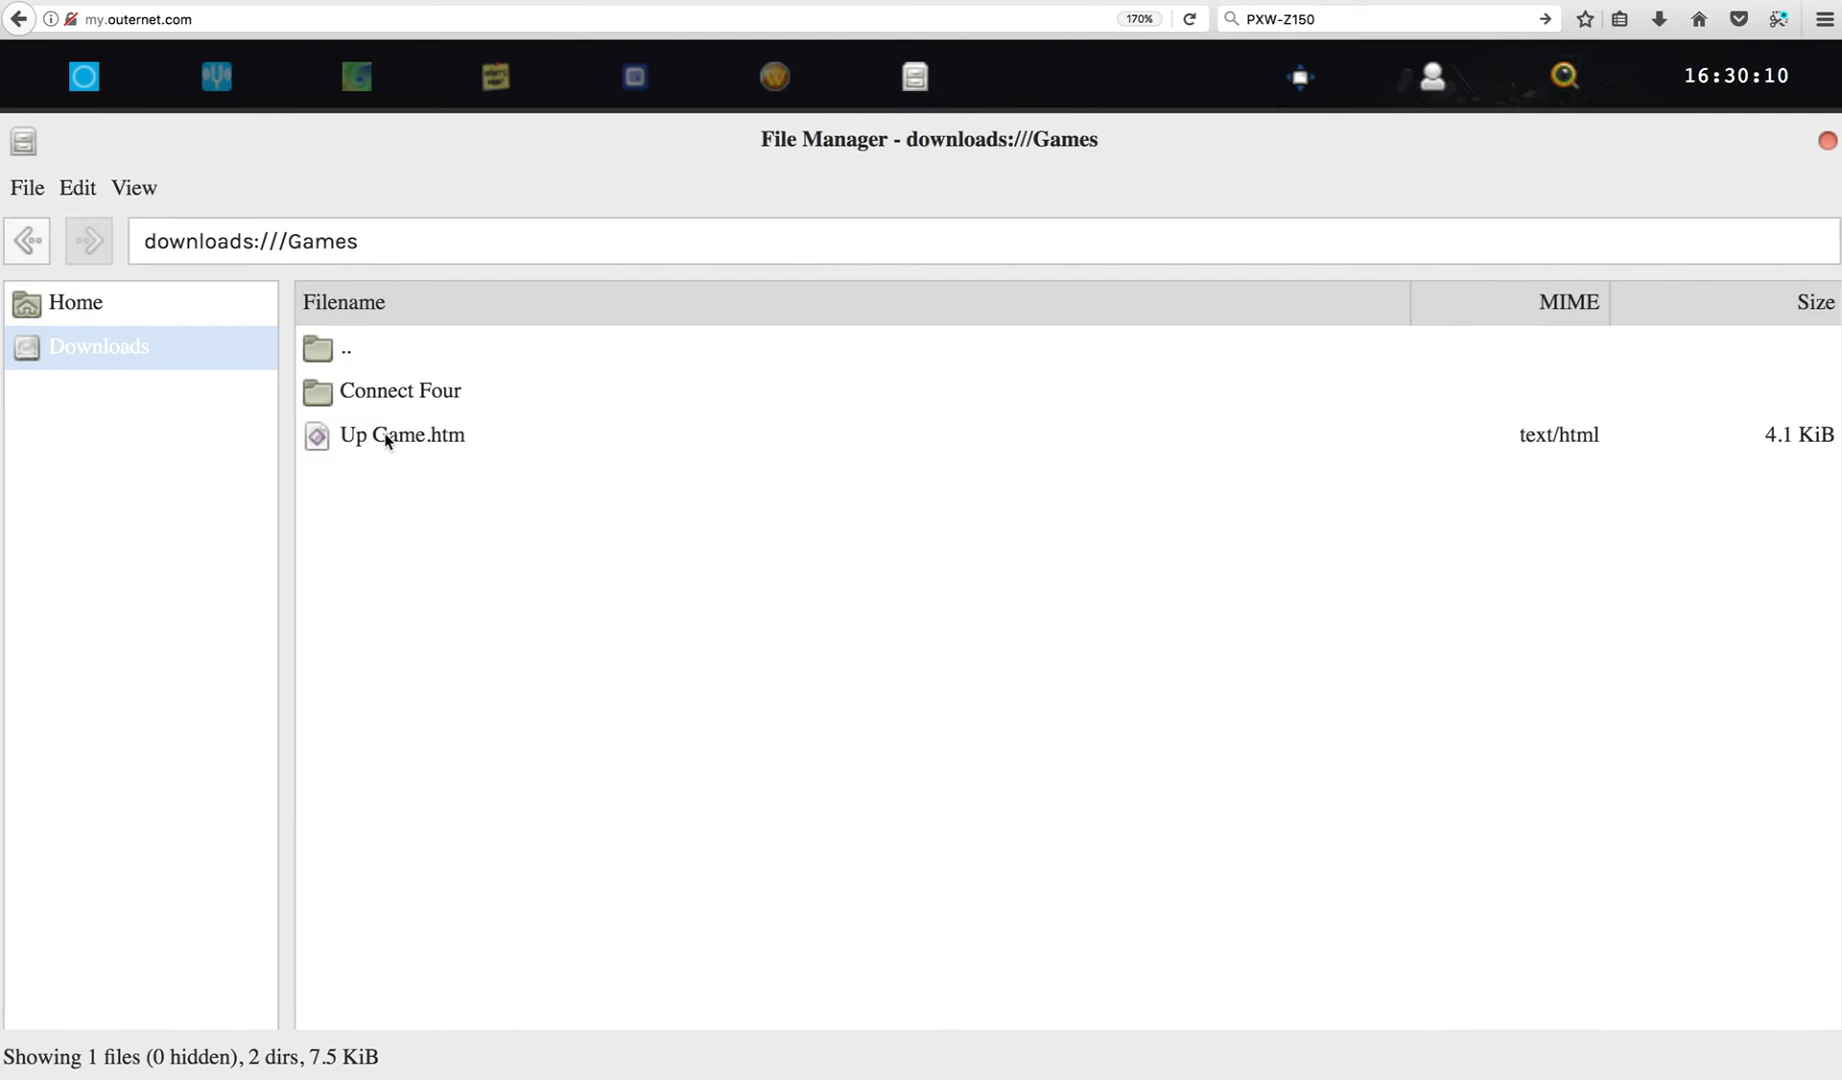 my.outernet.com
170%
PXW-Z150
16:30:10
File Manager - downloads:///Games
File Edit View
downloads:///Games
Home
Downloads
Filename MIME Size
..
Connect Four
Up Game.htm text/html 4.1 KiB
Showing 1 files (0 hidden), 2 dirs, 7.5 KiB